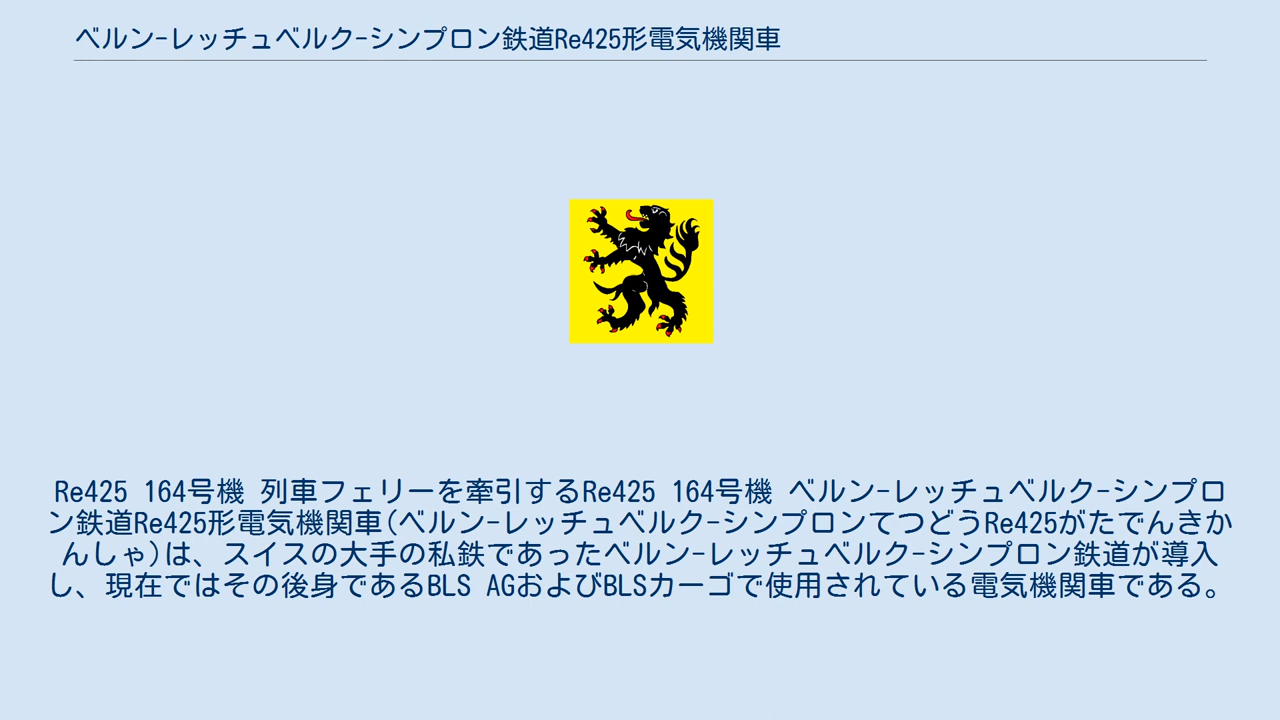 ベルン-レッチュベルク-シンプロン鉄道Re425形電気機関車
Re425 164号機 列車フェリーを牽引するRe425 164号機 ベルン-レッチュベルク-シンプロ
ン鉄道Re425形電気機関車(ベルン-レッチュベルク-シンプロンてつどうRe425がたでんきか
んしゃ)は、スイスの大手の私鉄であったベルン-レッチュベルク-シンプロン鉄道が導入
し、現在ではその後身であるBLS AGおよびBLSカーゴで使用されている電気機関車である。